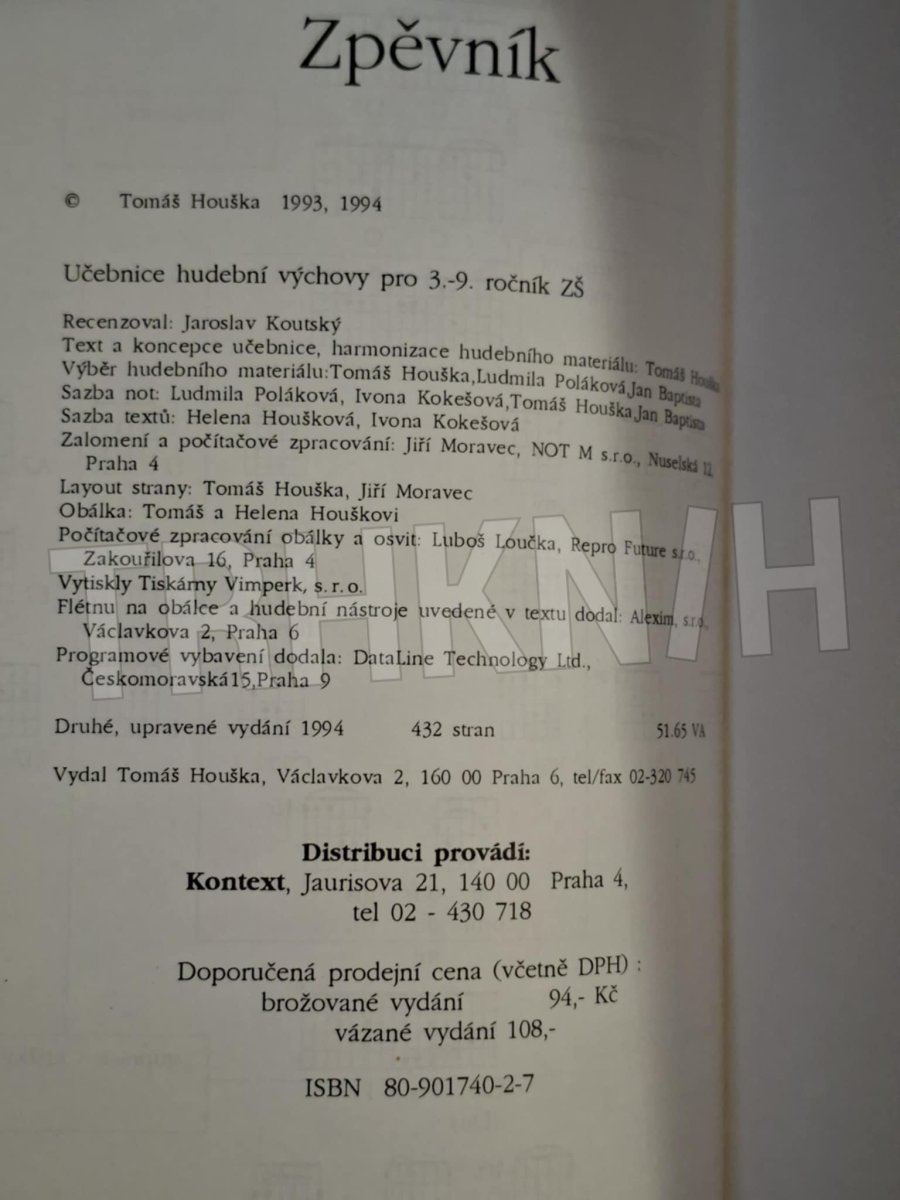 Zpěvník
© Tomáš Houška 1993, 1994
Učebnice hudební výchovy pro 3.-9. ročník ZŠ
Recenzoval: Jaroslav Koutský
Text a koncepce učebnice, harmonizace hudebního materiálu: Tomáš Houška
Výběr hudebního materiálu:Tomáš Houška,Ludmila Poláková,Jan Baptista
Sazba not: Ludmila Poláková, Ivona Kokešová,Tomáš Houška,Jan Baptista
Sazba textů: Helena Houšková, Ivona Kokešová
Zalomení a počítačové zpracování: Jiří Moravec, NOT M s.r.o., Nuselská 12,
Praha 4
Layout strany: Tomáš Houška, Jiří Moravec
Obálka: Tomáš a Helena Houškovi
Počítačové zpracování obálky a osvit: Luboš Loučka, Repro Future s.r.o.,
Zakouřilova 16, Praha 4
Vytiskly Tiskárny Vimperk, s.r.o.
Flétnu na obálce a hudební nástroje uvedené v textu dodal: Alexim, s.r.o.,
Václavkova 2, Praha 6
Programové vybavení dodala: DataLine Technology Ltd.,
Českomoravská15,Praha 9
Druhé, upravené vydání 1994 432 stran 51.65 VA
Vydal Tomáš Houška, Václavkova 2, 160 00 Praha 6, tel/fax 02-320 745
Distribuci provádí:
Kontext, Jaurisova 21, 140 00 Praha 4,
tel 02 - 430 718
Doporučená prodejní cena (včetně DPH) :
brožované vydání 94,- Kč
vázané vydání 108,-
ISBN 80-901740-2-7